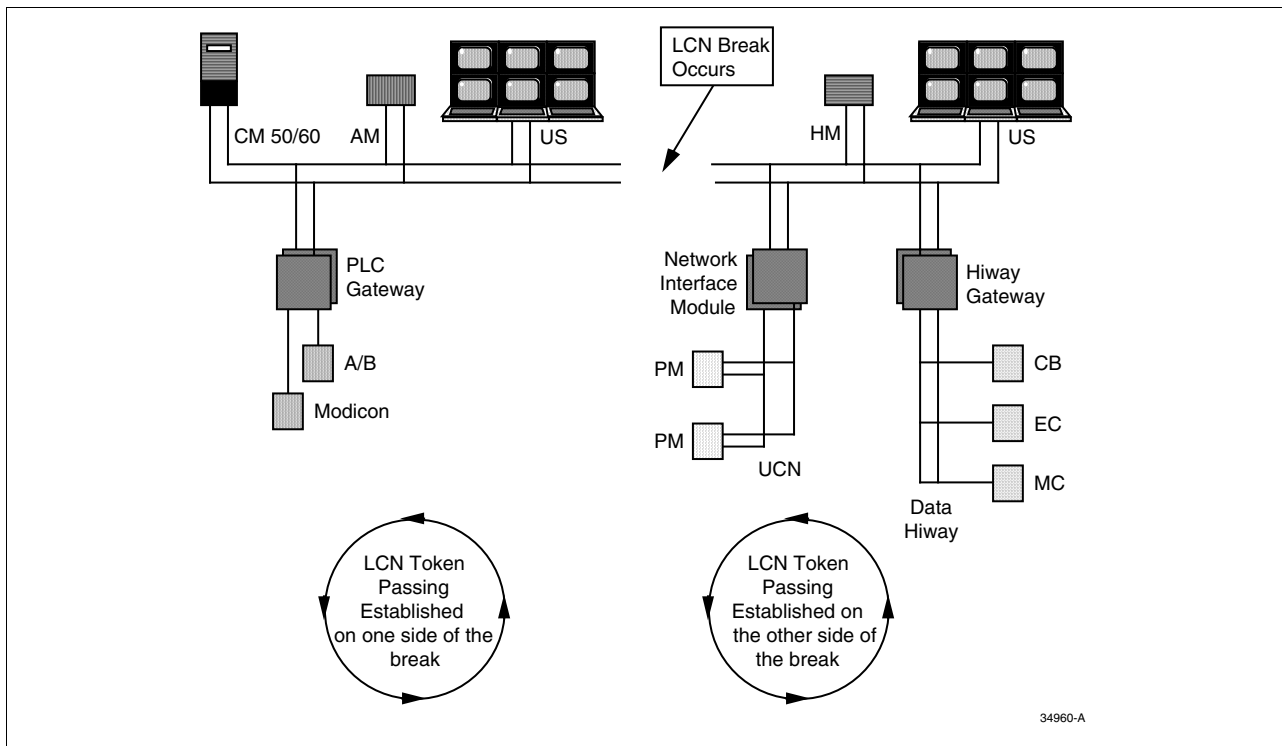 LCN Break
Occurs
CM 50/60
AM
US
HM
US
PLC
Gateway
Network
Interface
Module
Hiway
Gateway
A/B
Modicon
PM
PM
UCN
CB
EC
MC
Data
Hiway
LCN Token
Passing
Established
on one side of the
break
LCN Token
Passing
Established on
the other side of
the break
34960-A